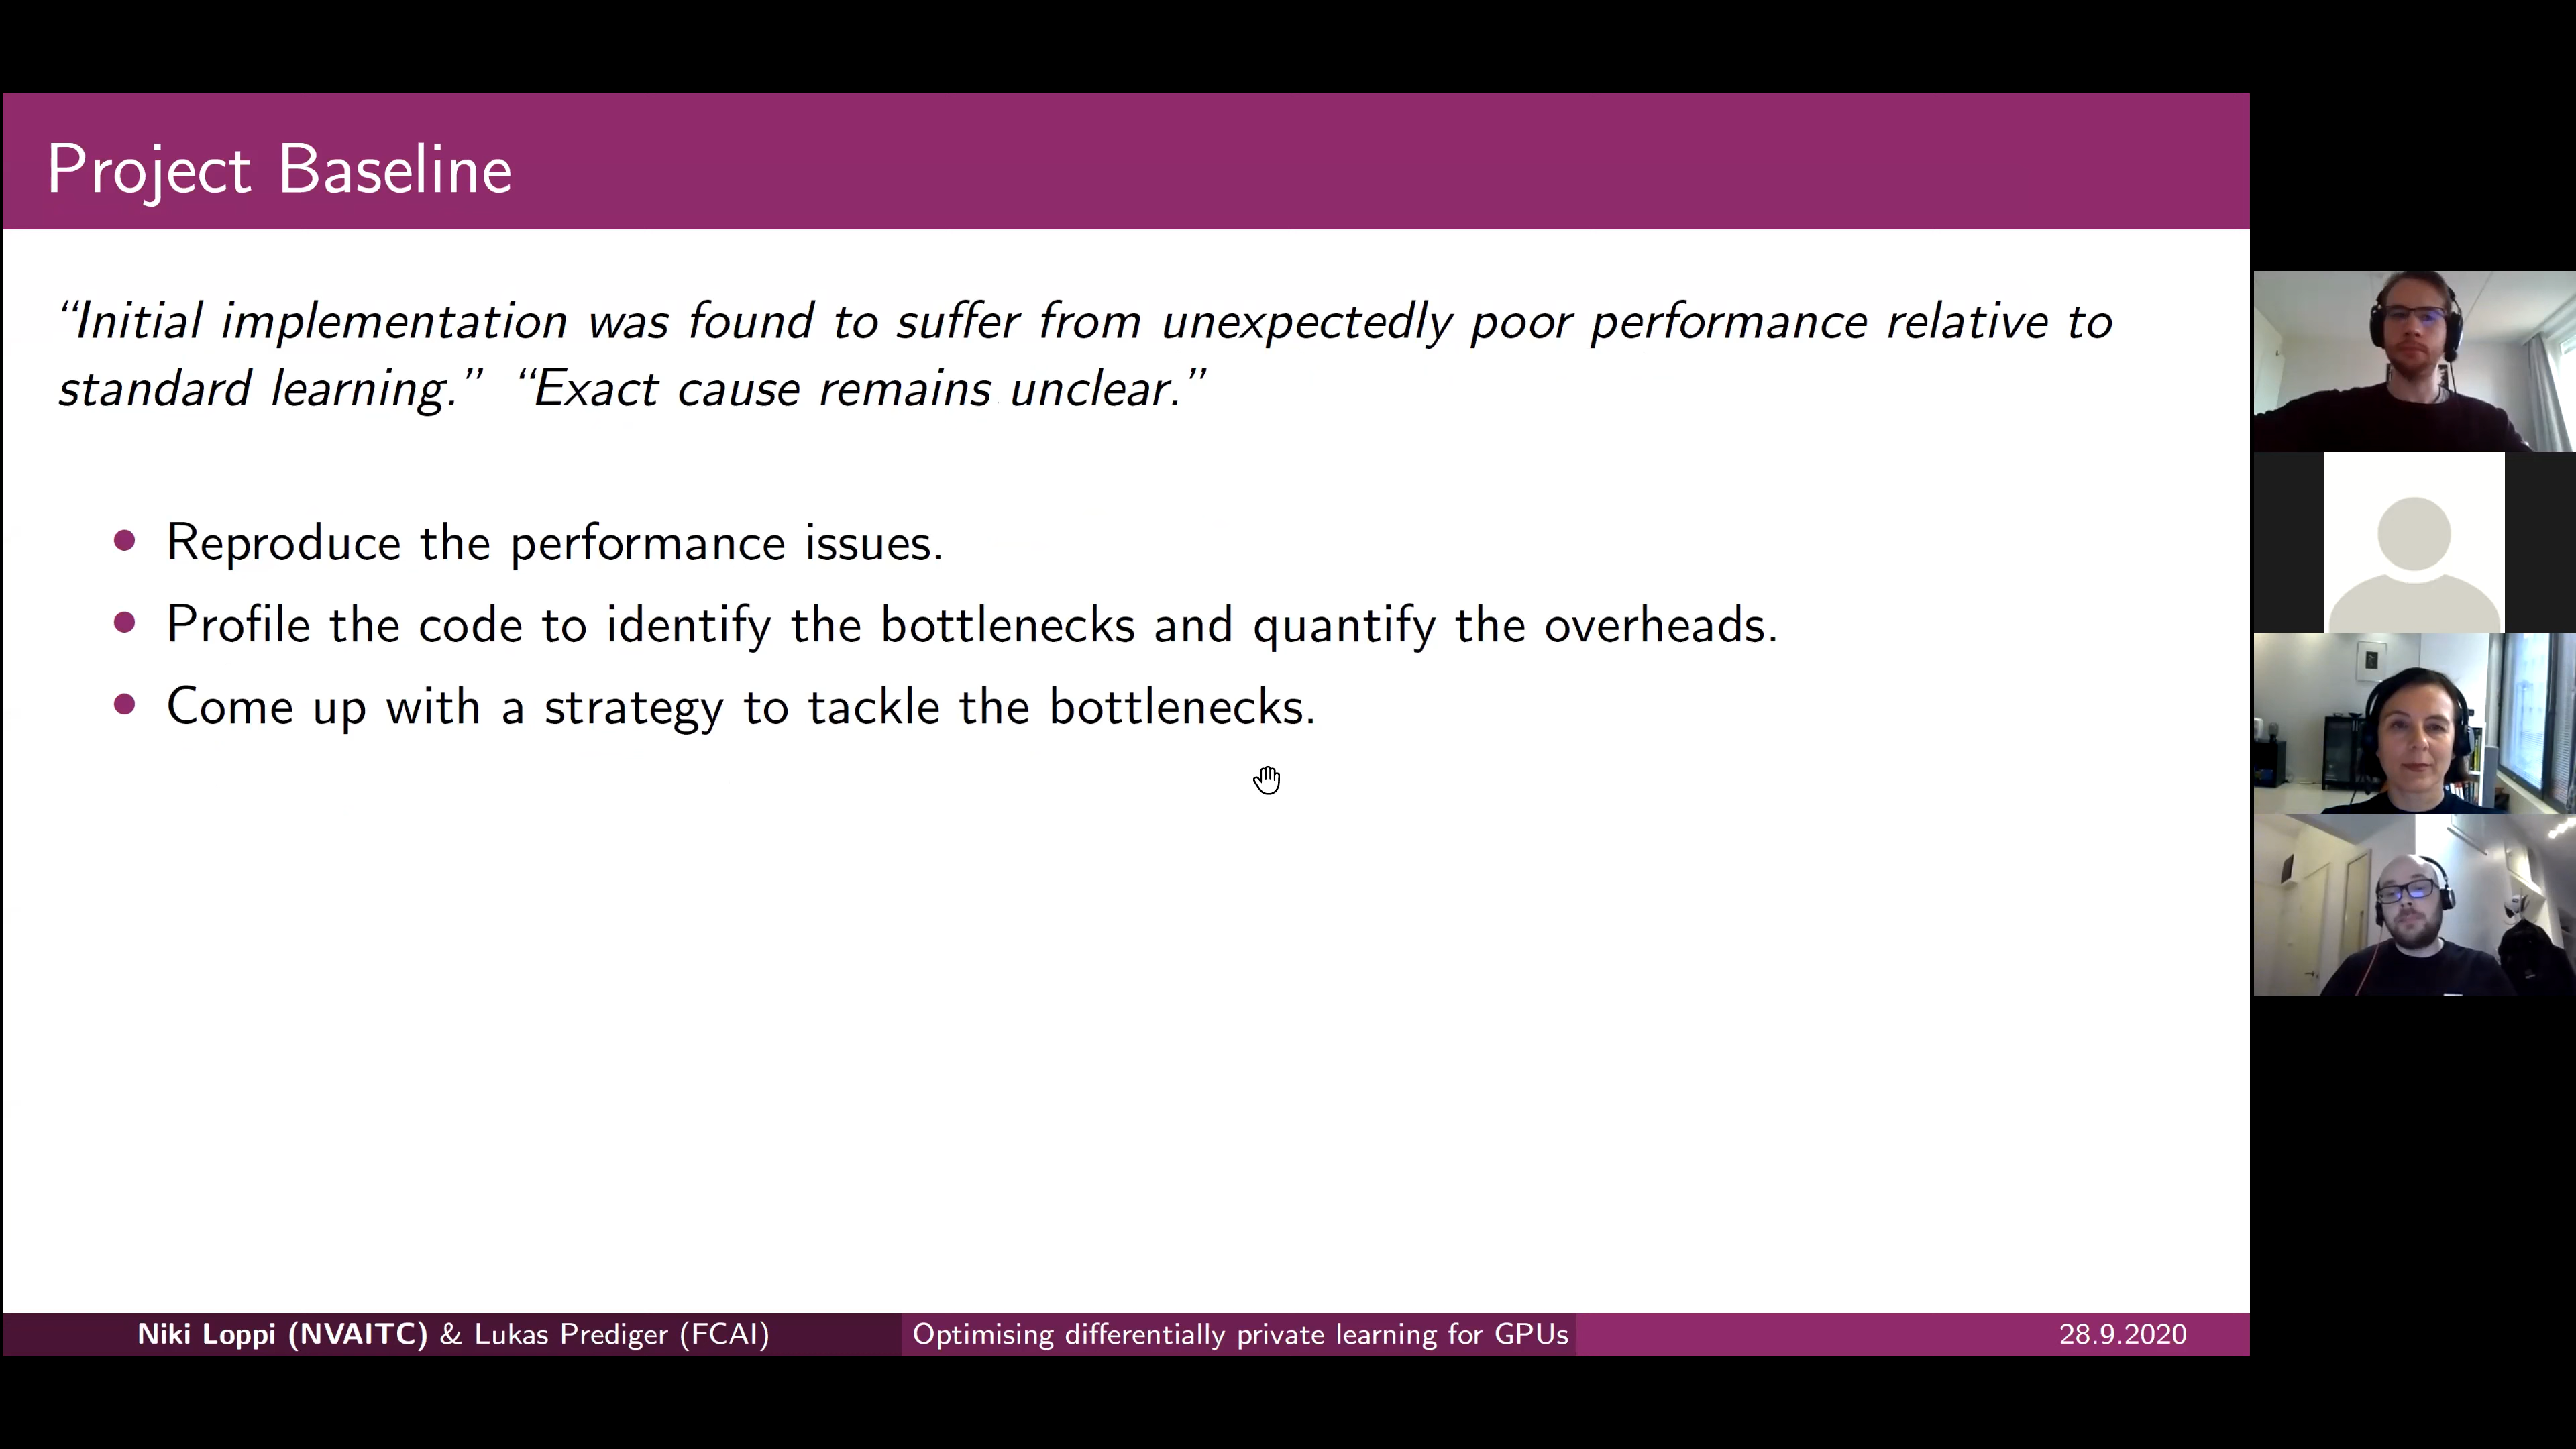 Project Baseline
“Initial implementation was found to suffer from unexpectedly poor performance relative to
standard learning.” “Exact cause remains unclear.”
• Reproduce the performance issues.
• Profile the code to identify the bottlenecks and quantify the overheads.
• Come up with a strategy to tackle the bottlenecks.
Niki Loppi (NVAITC) & Lukas Prediger (FCAI) Optimising differentially private learning for GPUs 28.9.2020